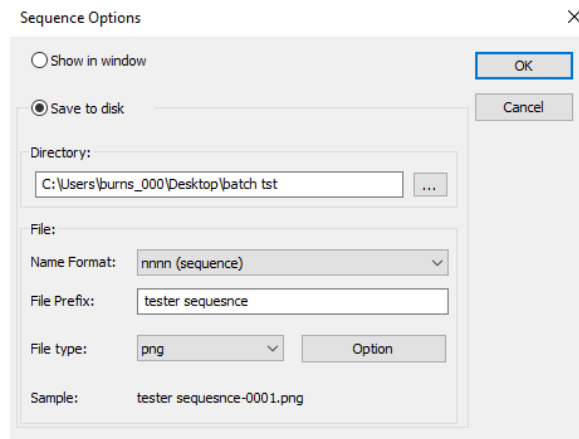 Sequence Options
Show in window
OK
Save to disk
Cancel
Directory:
C:\Users\burns_000\Desktop\batch tst
...
File:
Name Format: nnnn (sequence)
File Prefix: tester sequesnce
File type: png Option
Sample: tester sequesnce-0001.png